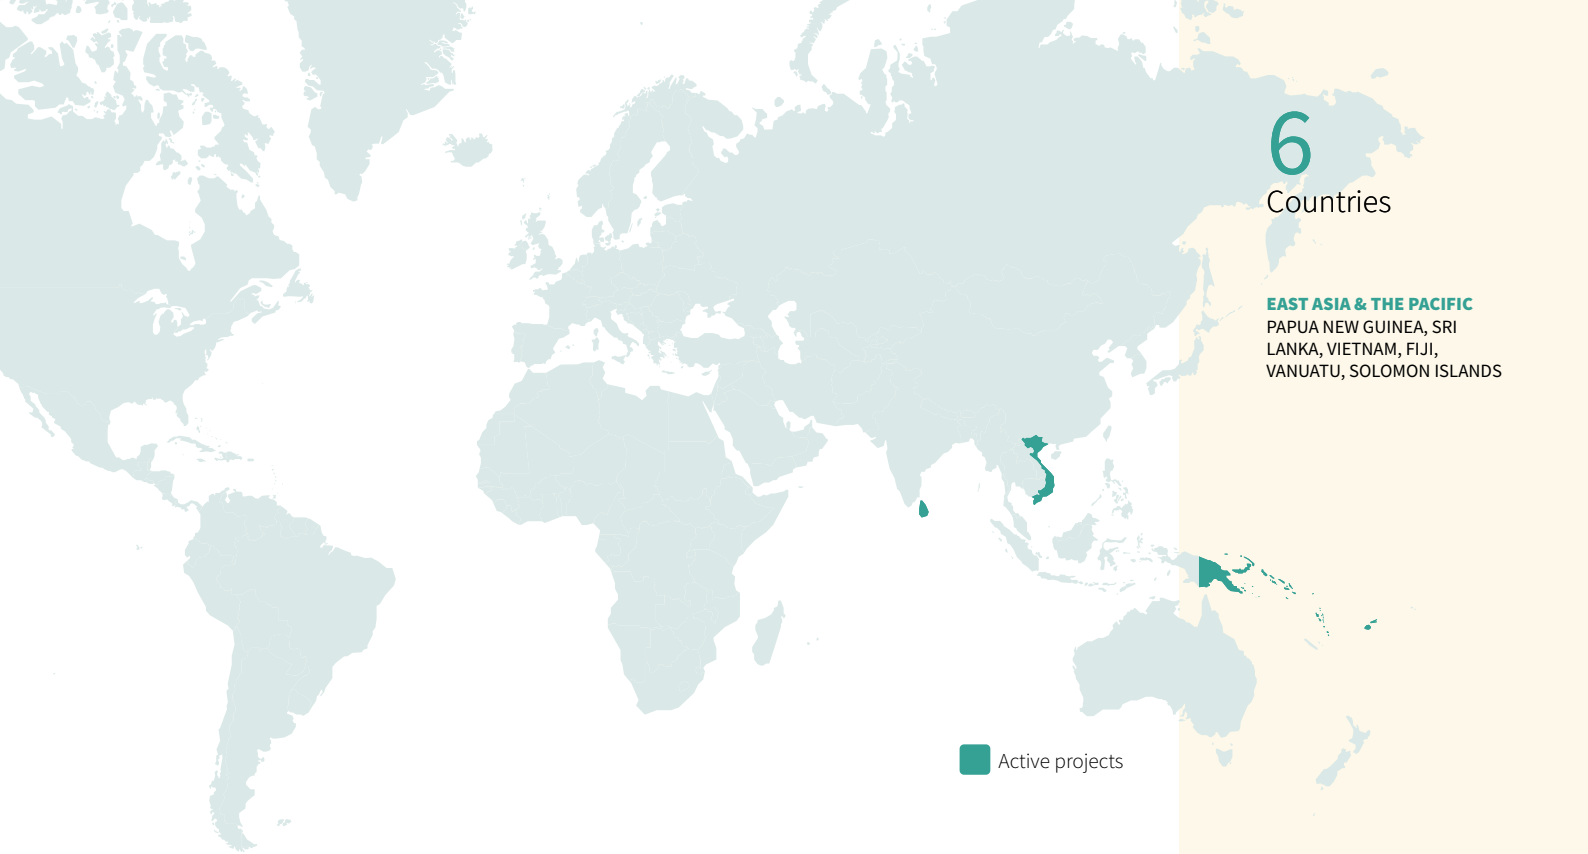 6
Countries
EAST ASIA & THE PACIFIC
PAPUA NEW GUINEA, SRI
LANKA, VIETNAM, FIJI,
VANUATU, SOLOMON ISLANDS
Active projects